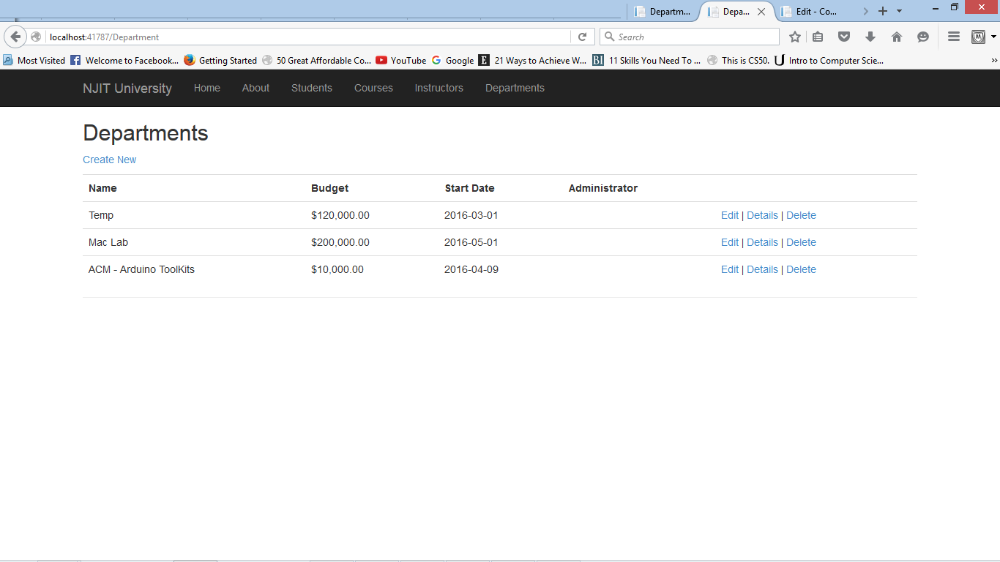 Departm... Depa... Edit - Co...
localhost:41787/Department Search
Most Visited Welcome to Facebook... Getting Started 50 Great Affordable Co... YouTube Google E 21 Ways to Achieve W... BI 11 Skills You Need To ... This is CS50. U Intro to Computer Scie... »
NJIT University Home About Students Courses Instructors Departments
Departments
Create New
Name Budget Start Date Administrator
Temp $120,000.00 2016-03-01 Edit | Details | Delete
Mac Lab $200,000.00 2016-05-01 Edit | Details | Delete
ACM - Arduino ToolKits $10,000.00 2016-04-09 Edit | Details | Delete